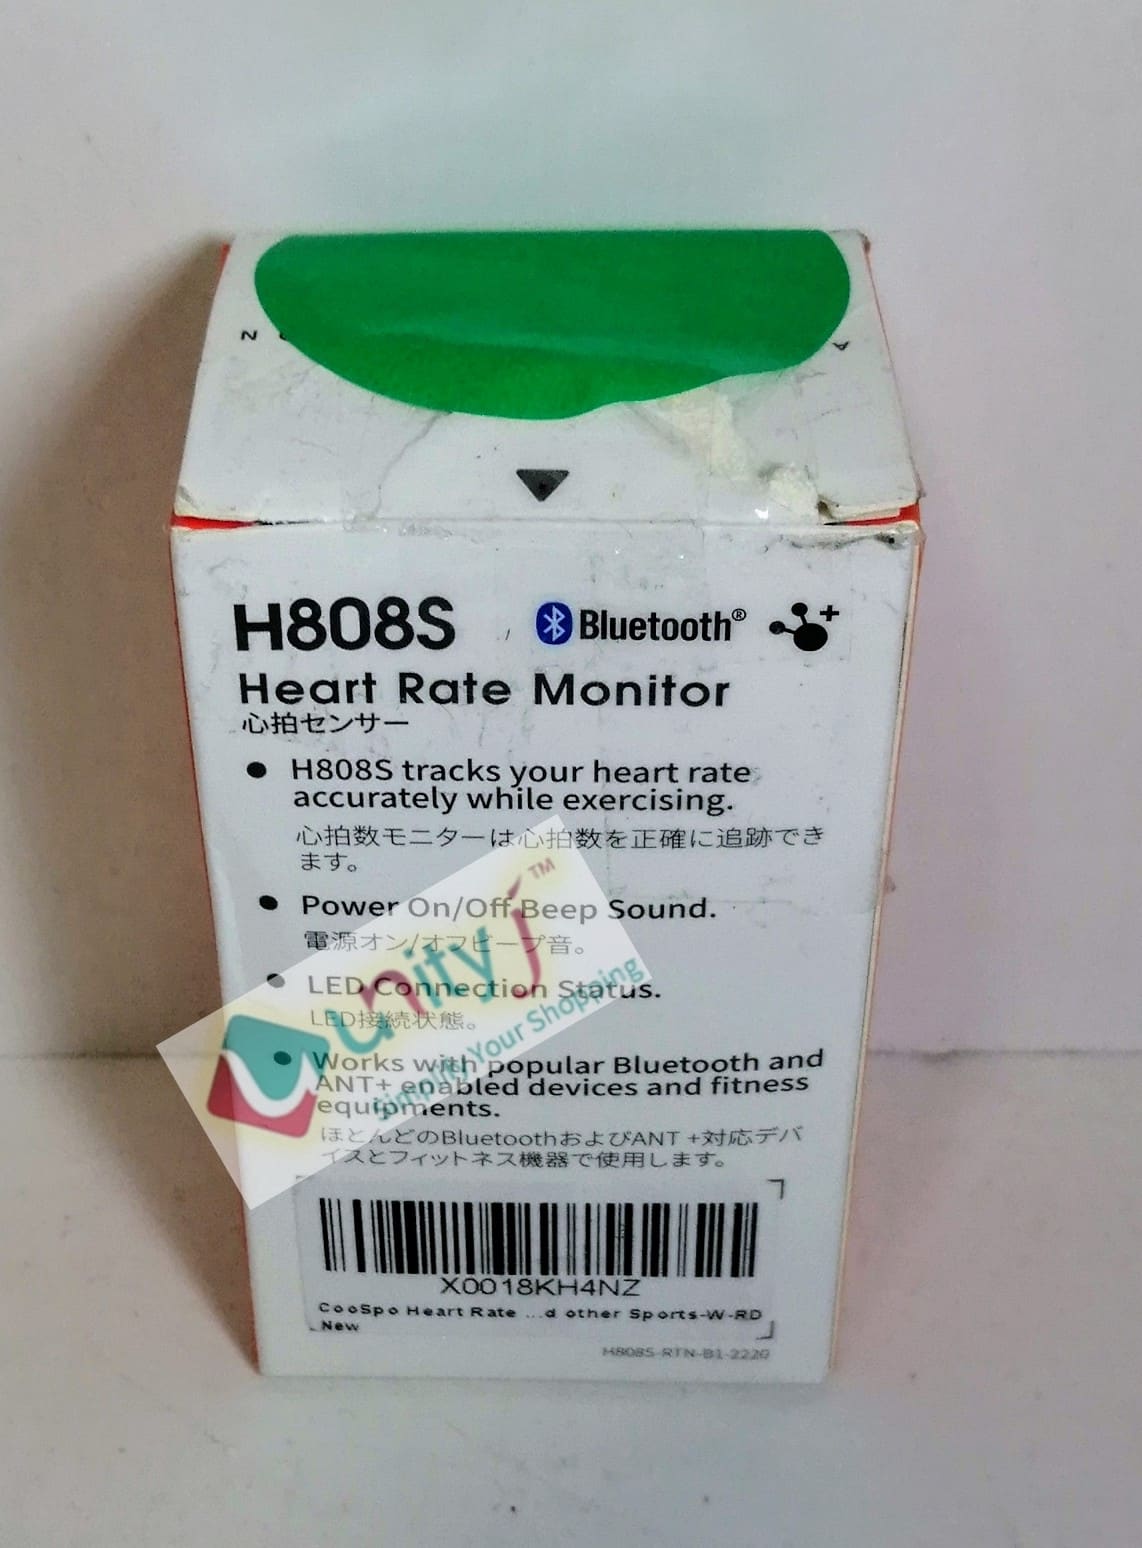 N
A
H808S
Bluetooth®
Heart Rate Monitor
心拍センサー
● H808S tracks your heart rate
accurately while exercising.
心拍数モニターは心拍数を正確に追跡でき
ます。
● Power On/Off Beep Sound.
電源オン/オフビープ音。
● LED Connection Status.
LED接続状態。
● Works with popular Bluetooth and
ANT+ enabled devices and fitness
equipments.
ほとんどのBluetoothおよびANT +対応デバ
イスとフィットネス機器で使用します。
unityj™
Simplify Your Shopping
X0018KH4NZ
CooSpo Heart Rate ...d other Sports-W-RD
New
H808S-RTN-B1-2220